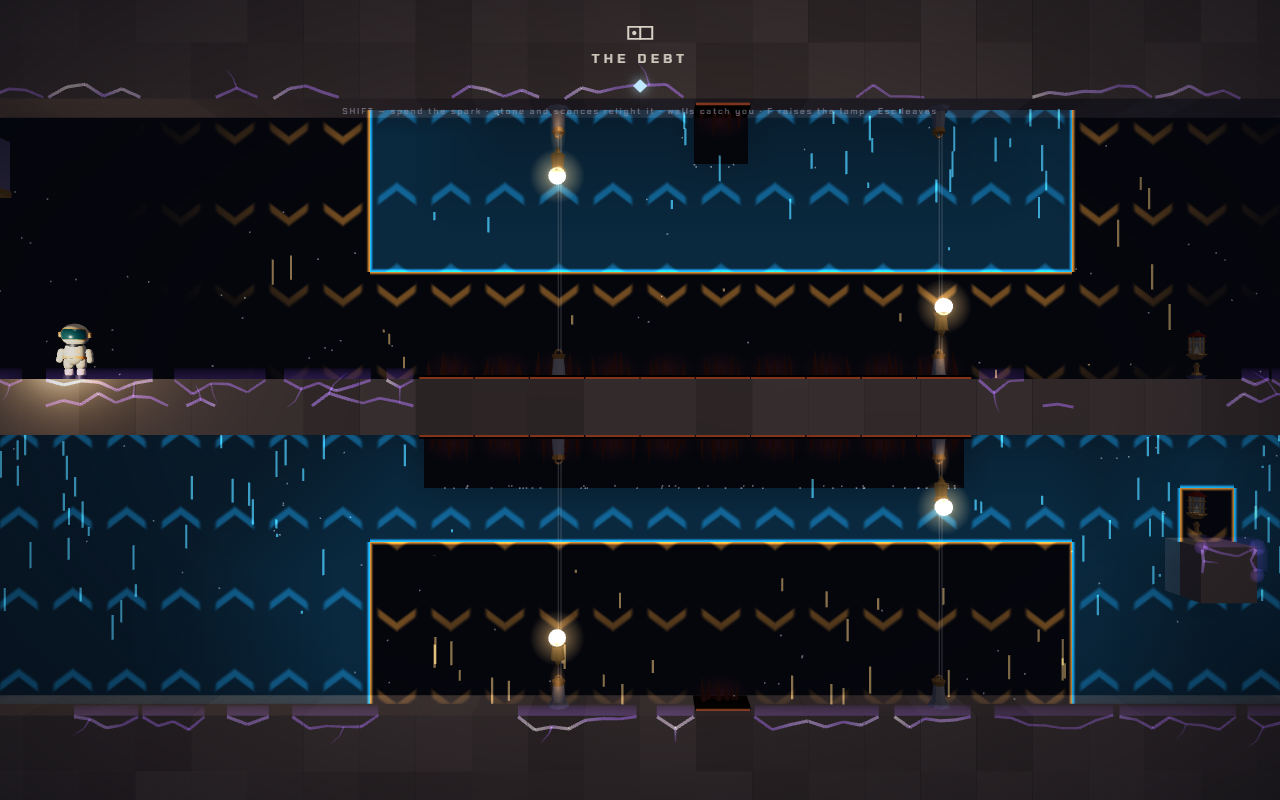 THE DEBT
SHIFT - spend the spark · stone and sconces relight it · walls catch you · F raises the lamp · Esc leaves